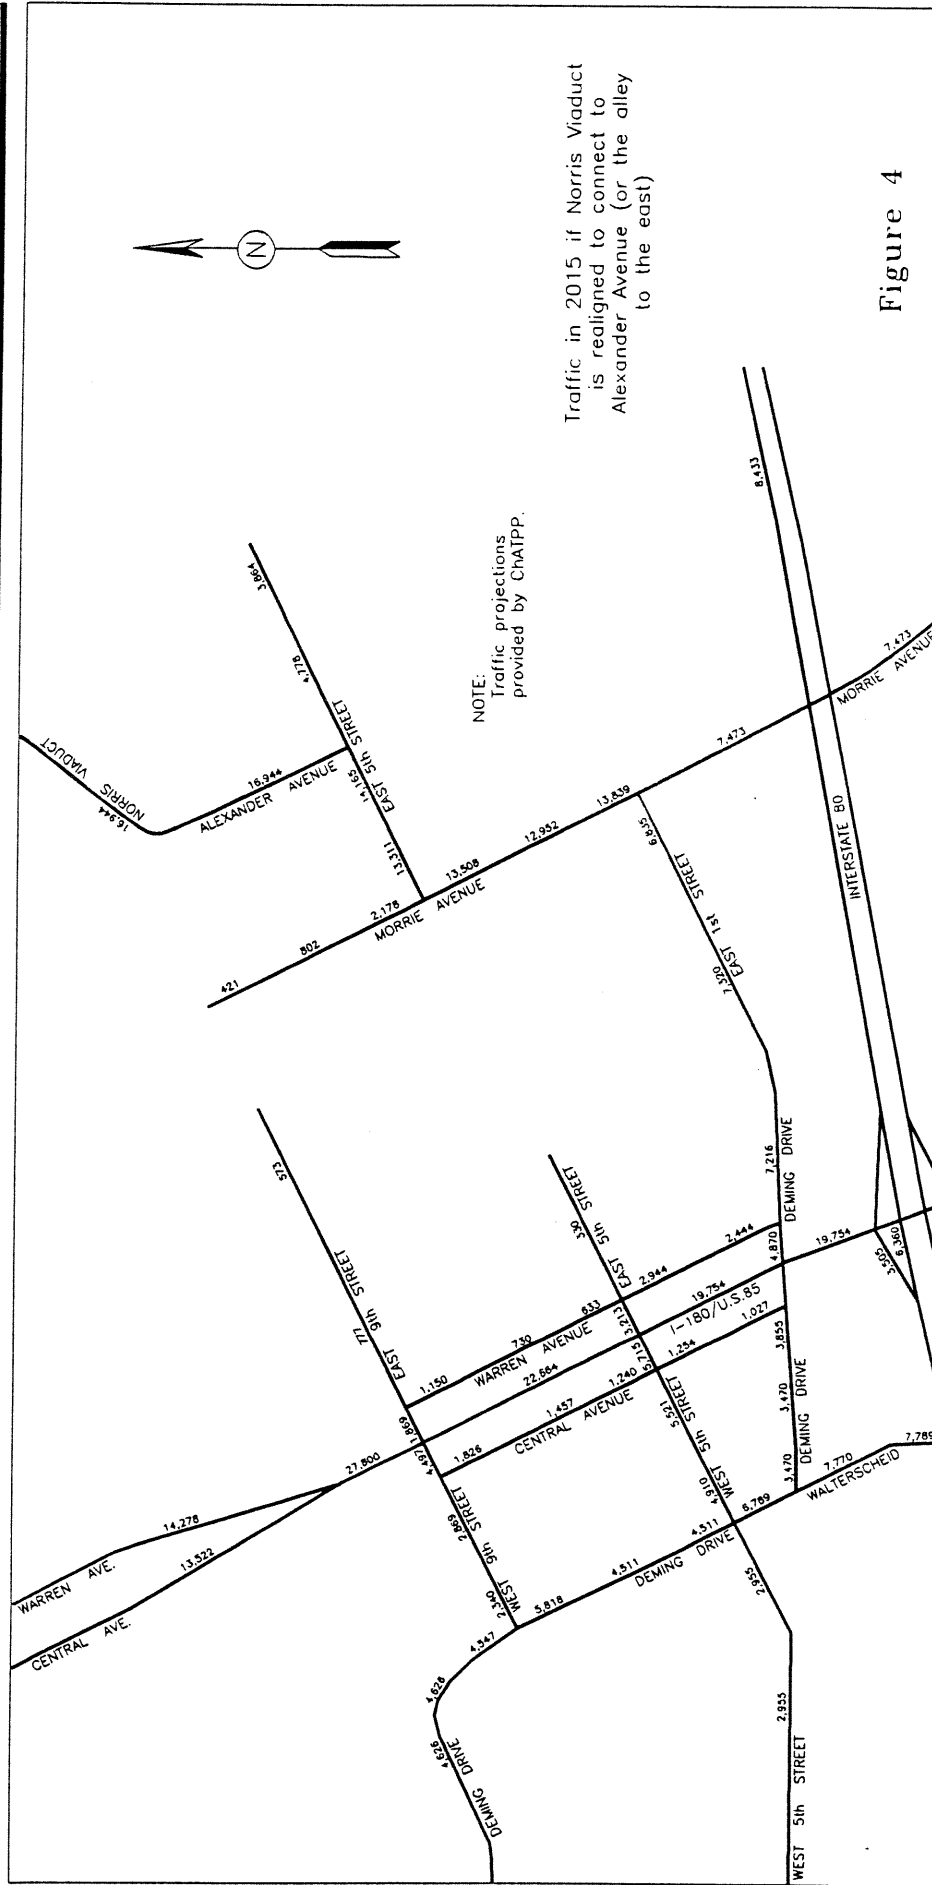 WARREN AVE.
CENTRAL AVE.
14,278
13,522
27,800
NORRIS VIADUCT
16,944
16,944
ALEXANDER AVENUE
N
3,864
4,778
EAST 5th STREET
14,165
13,311
421
802
2,178
MORRIE AVENUE
13,508
12,952
13,839
7,473
7,473
MORRIE AVENUE
573
777
EAST 9th STREET
1,869
4,497
2,869
WEST 9th STREET
2,340
1,150
730
633
WARREN AVENUE
2,944
2,444
22,664
19,754
I-180/U.S.85
19,754
1,826
1,457
1,240
CENTRAL AVENUE
1,254
1,027
330
EAST 5th STREET
3,213
5,715
5,521
WEST 5th STREET
4,910
2,955
2,955
WEST 5th STREET
DEMING DRIVE
4,626
4,626
4,547
5,818
4,511
4,511
DEMING DRIVE
6,789
WALTERSCHEID
7,770
7,789
3,470
3,470
DEMING DRIVE
3,855
4,870
DEMING DRIVE
7,216
7,320
EAST 1st STREET
6,835
INTERSTATE 80
8,433
6,360
NOTE:
Traffic projections
provided by ChATPP.
Traffic in 2015 if Norris Viaduct
is realigned to connect to
Alexander Avenue (or the alley
to the east)
Figure 4